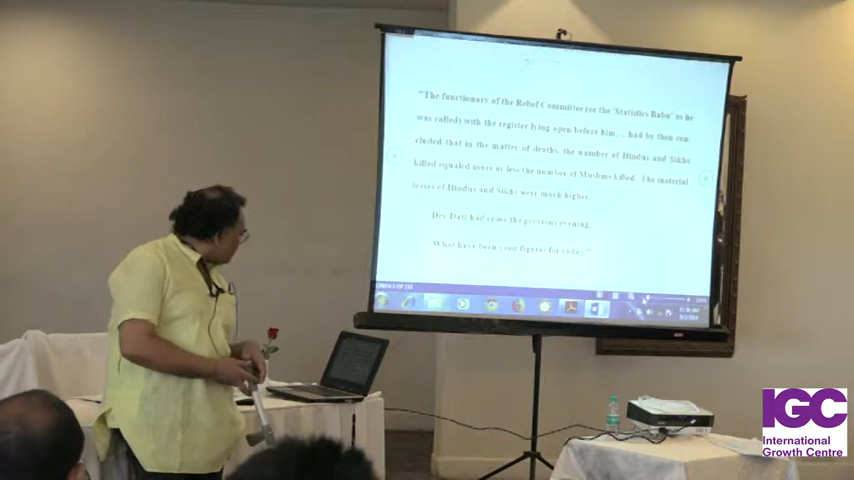 "The functionary of the Relief Committee (or the 'Statistics Babu' as he
was called) with the register lying open before him, ... had by then con-
cluded that in the matter of deaths, the number of Hindus and Sikhs
killed equaled more or less the number of Muslims killed. The material
losses of Hindus and Sikhs were much higher.
Dev Datt had come the previous evening.
'What have been your figures for today?'"
IGC
International
Growth Centre